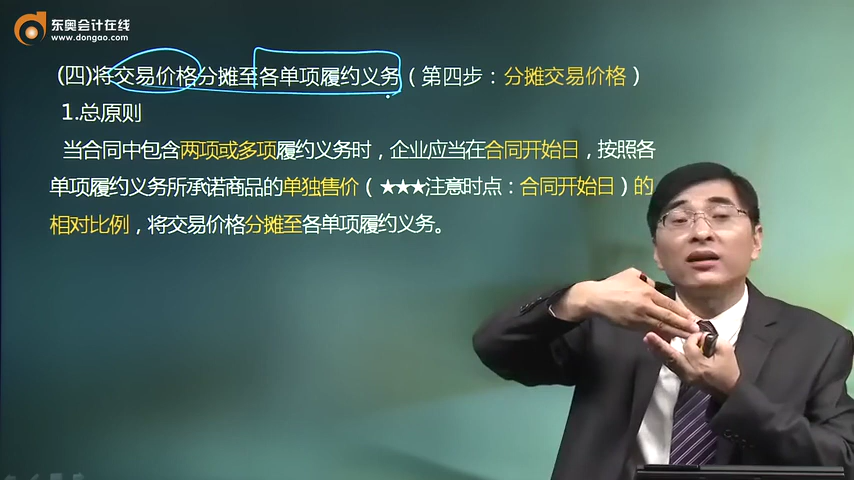 东奥会计在线
www.dongao.com
(四)将交易价格分摊至各单项履约义务（第四步：分摊交易价格）
1.总原则
当合同中包含两项或多项履约义务时，企业应当在合同开始日，按照各
单项履约义务所承诺商品的单独售价（★★★注意时点：合同开始日）的
相对比例，将交易价格分摊至各单项履约义务。